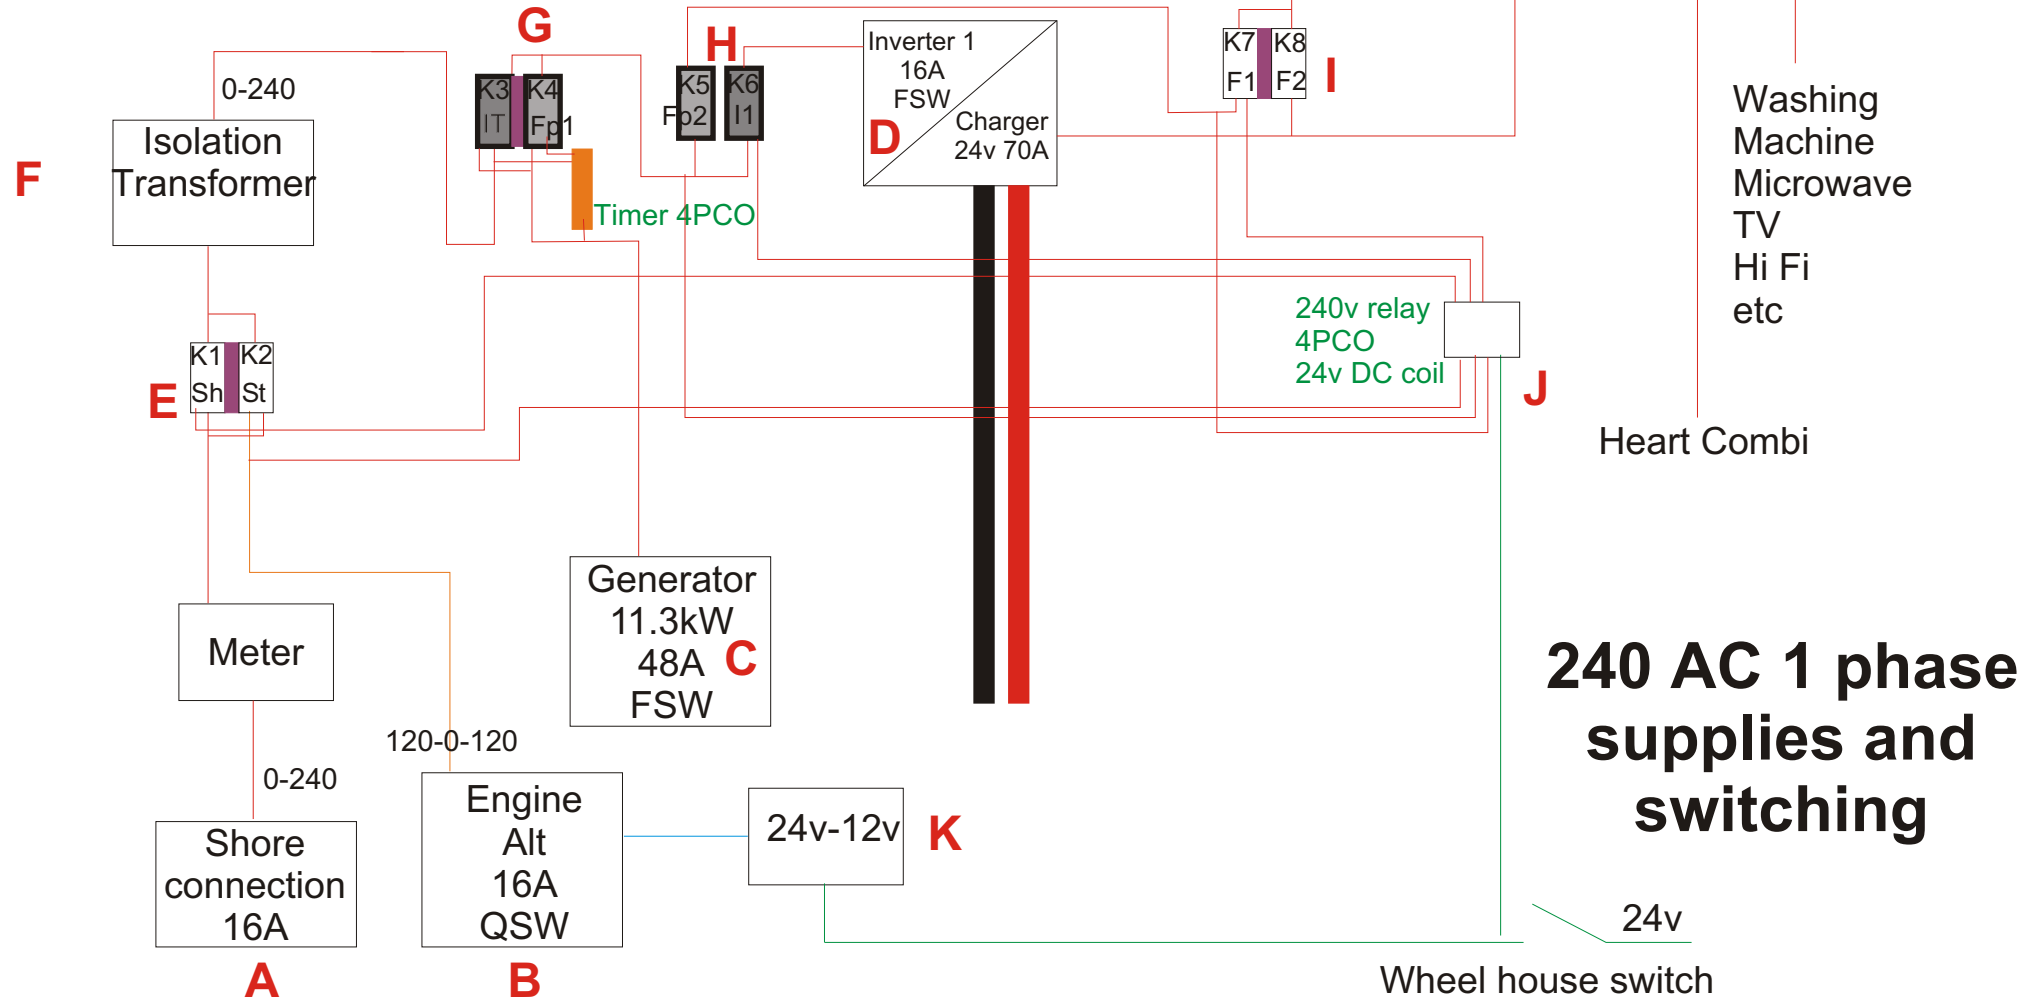 G
H
I
F
0-240
Isolation
Transformer
K3
K4
IT
Fp1
Timer 4PCO
K5
K6
Fp2
I1
Inverter 1
16A
FSW
D
Charger
24v 70A
K7
K8
F1
F2
Washing
Machine
Microwave
TV
Hi Fi
etc
240v relay
4PCO
24v DC coil
J
Heart Combi
E
K1
K2
Sh
St
Meter
0-240
Shore
connection
16A
A
120-0-120
Engine
Alt
16A
QSW
B
Generator
11.3kW
48A
FSW
C
24v-12v
K
240 AC 1 phase
supplies and
switching
24v
Wheel house switch